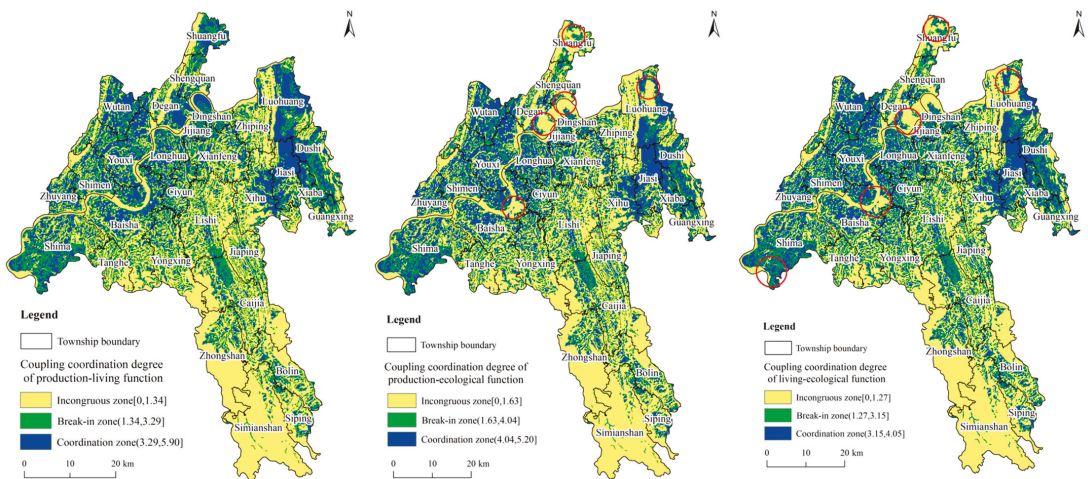 N
Shuangfu
Shengquan
Wutan
Degan
Luohuang
Dingshan
Jijiang
Zhiping
Dushi
Youxi
Longhua
Xianfeng
Jiasi
Shimen
Zhuyang
Ciyun
Xihu
Xiaba
Baisha
Lishi
Guangxing
Shima
Jiaping
Tanghe
Yongxing
Caijia
Zhongshan
Bolin
Siping
Simianshan
Legend
Township boundary
Coupling coordination degree
of production-living function
Incongruous zone[0,1.34]
Break-in zone(1.34,3.29]
Coordination zone(3.29,5.90]
0 10 20 km
N
Shuangfu
Shengquan
Wutan
Degan
Luohuang
Dingshan
Jijiang
Zhiping
Dushi
Youxi
Longhua
Xianfeng
Jiasi
Shimen
Zhuyang
Ciyun
Xihu
Xiaba
Baisha
Lishi
Guangxing
Shima
Jiaping
Tanghe
Yongxing
Caijia
Zhongshan
Bolin
Siping
Simianshan
Legend
Township boundary
Coupling coordination degree of
production-ecological function
Incongruous zone[0,1.63]
Break-in zone(1.63,4.04]
Coordination zone(4.04,5.20]
0 10 20 km
N
Shuangfu
Shengquan
Wutan
Degan
Luohuang
Dingshan
Jijiang
Zhiping
Dushi
Youxi
Longhua
Xianfeng
Jiasi
Shimen
Zhuyang
Ciyun
Xihu
Xiaba
Baisha
Lishi
Guangxing
Shima
Jiaping
Tanghe
Yongxing
Caijia
Zhongshan
Bolin
Siping
Simianshan
Legend
Township boundary
Coupling coordination degree
of living-ecological function
Incongruous zone[0,1.27]
Break-in zone(1.27,3.15]
Coordination zone(3.15,4.05]
0 10 20 km